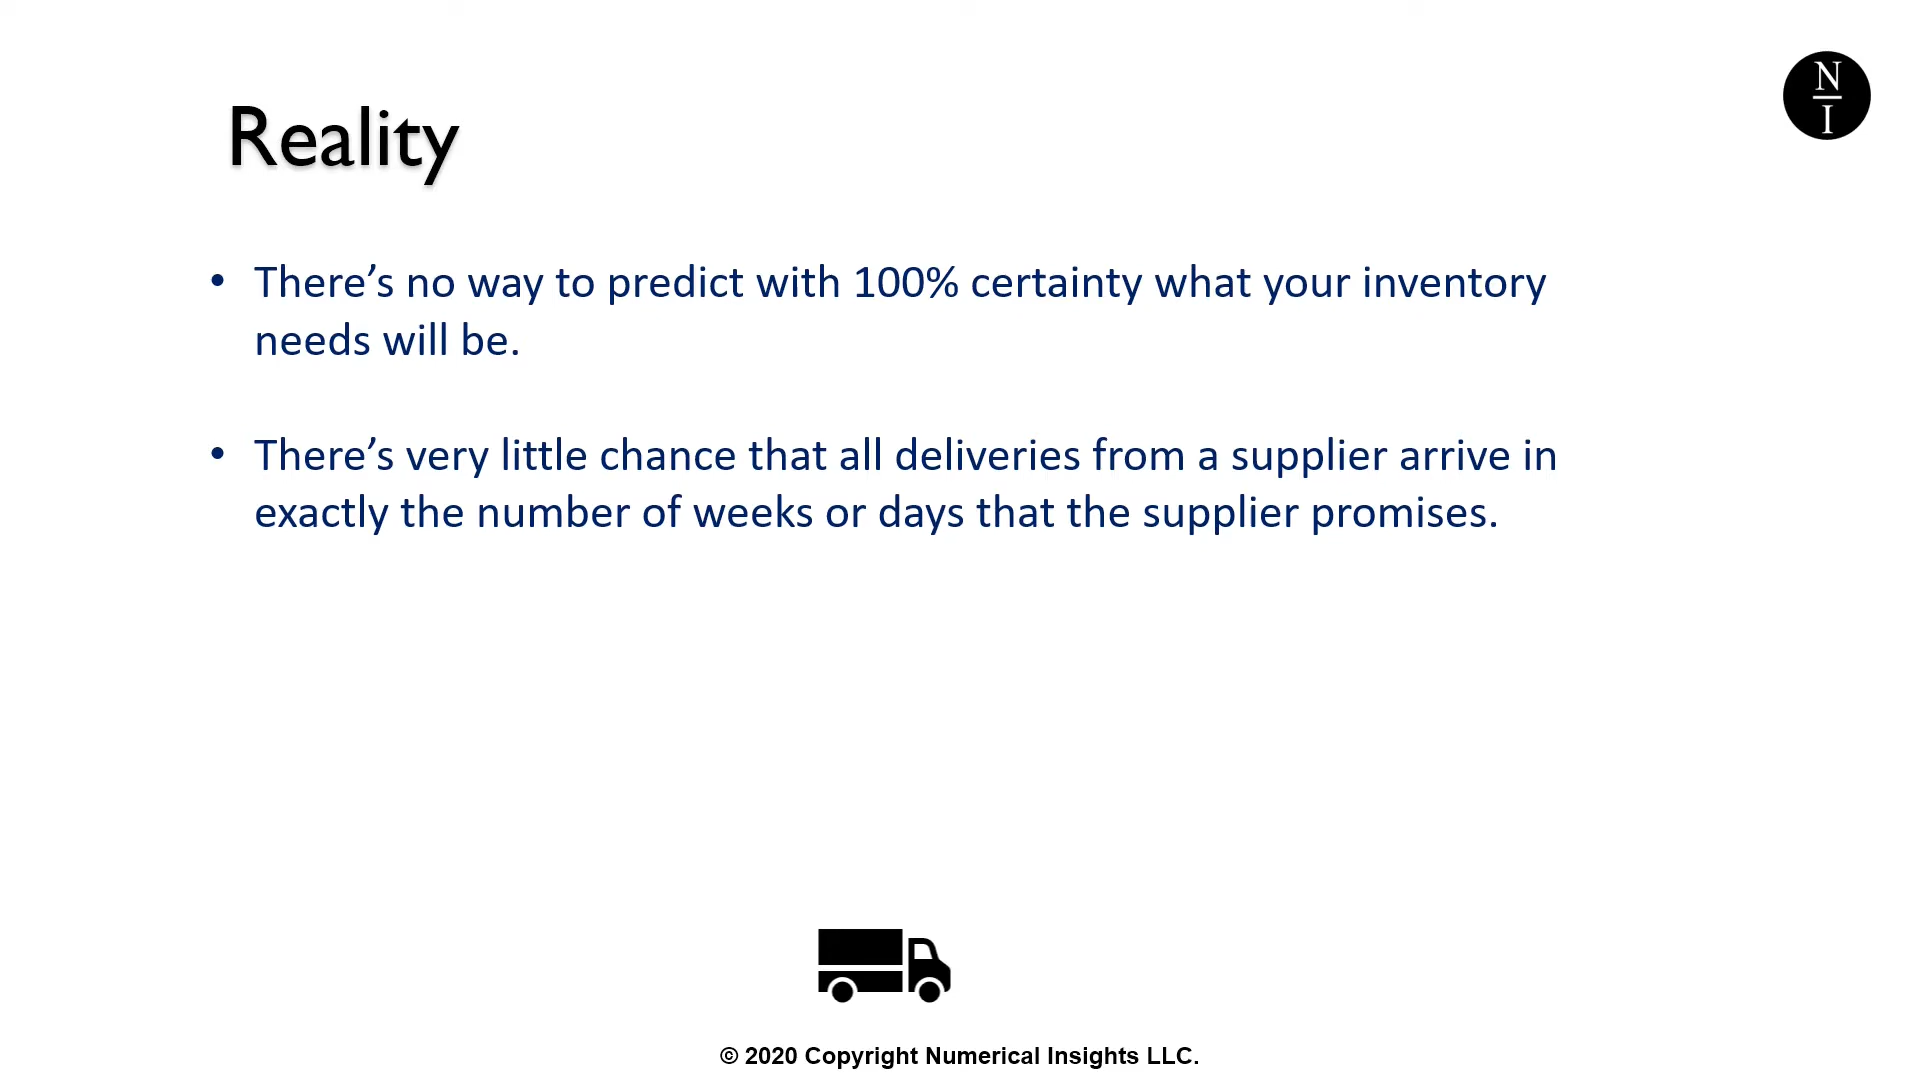 N
I
Reality
• There’s no way to predict with 100% certainty what your inventory
needs will be.
• There’s very little chance that all deliveries from a supplier arrive in
exactly the number of weeks or days that the supplier promises.
© 2020 Copyright Numerical Insights LLC.